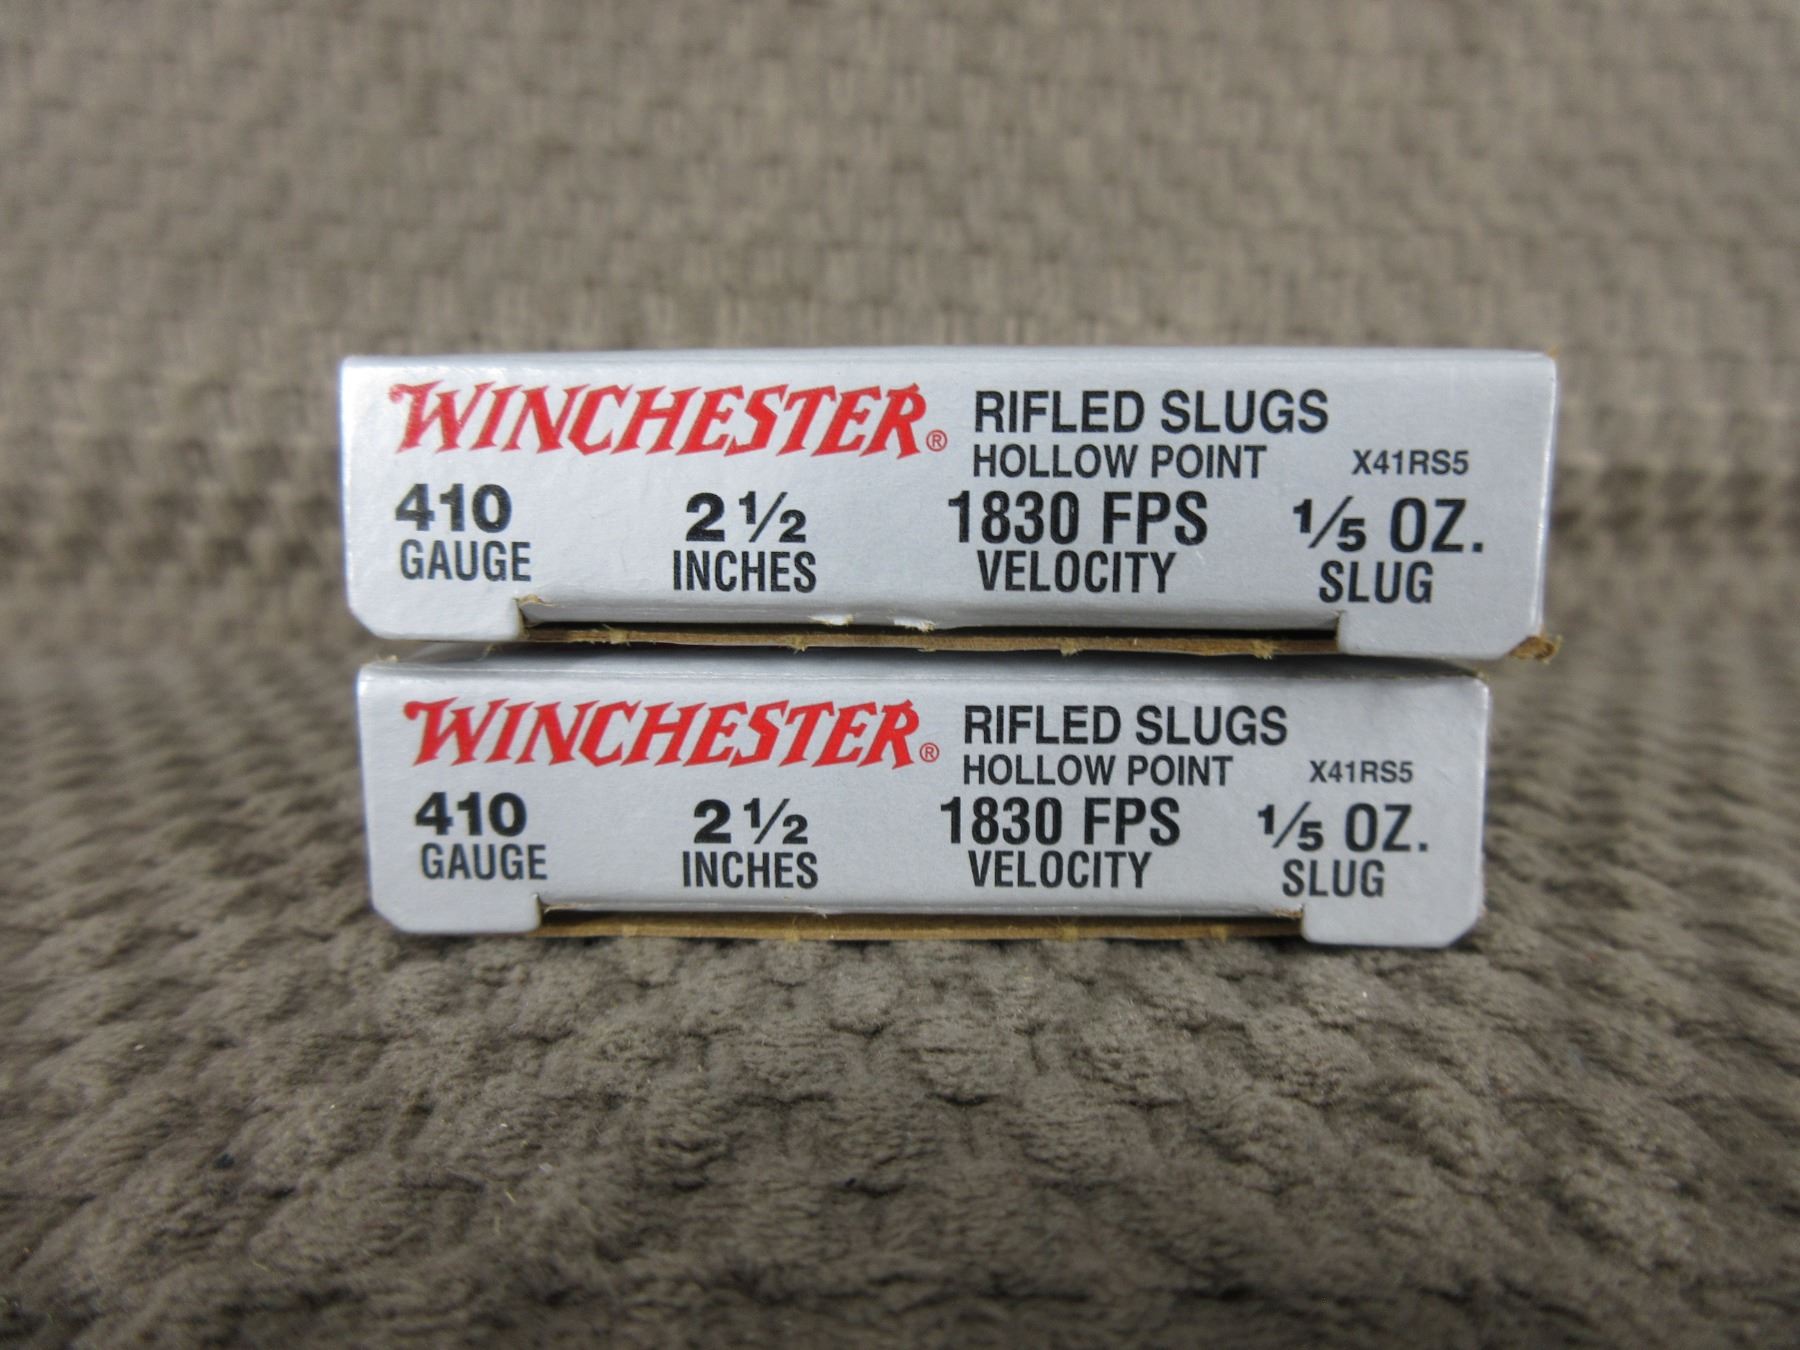 WINCHESTER®
RIFLED SLUGS
HOLLOW POINT X41RS5
410 2 1/2 1830 FPS 1/5 OZ.
GAUGE INCHES VELOCITY SLUG
WINCHESTER®
RIFLED SLUGS
HOLLOW POINT X41RS5
410 2 1/2 1830 FPS 1/5 OZ.
GAUGE INCHES VELOCITY SLUG